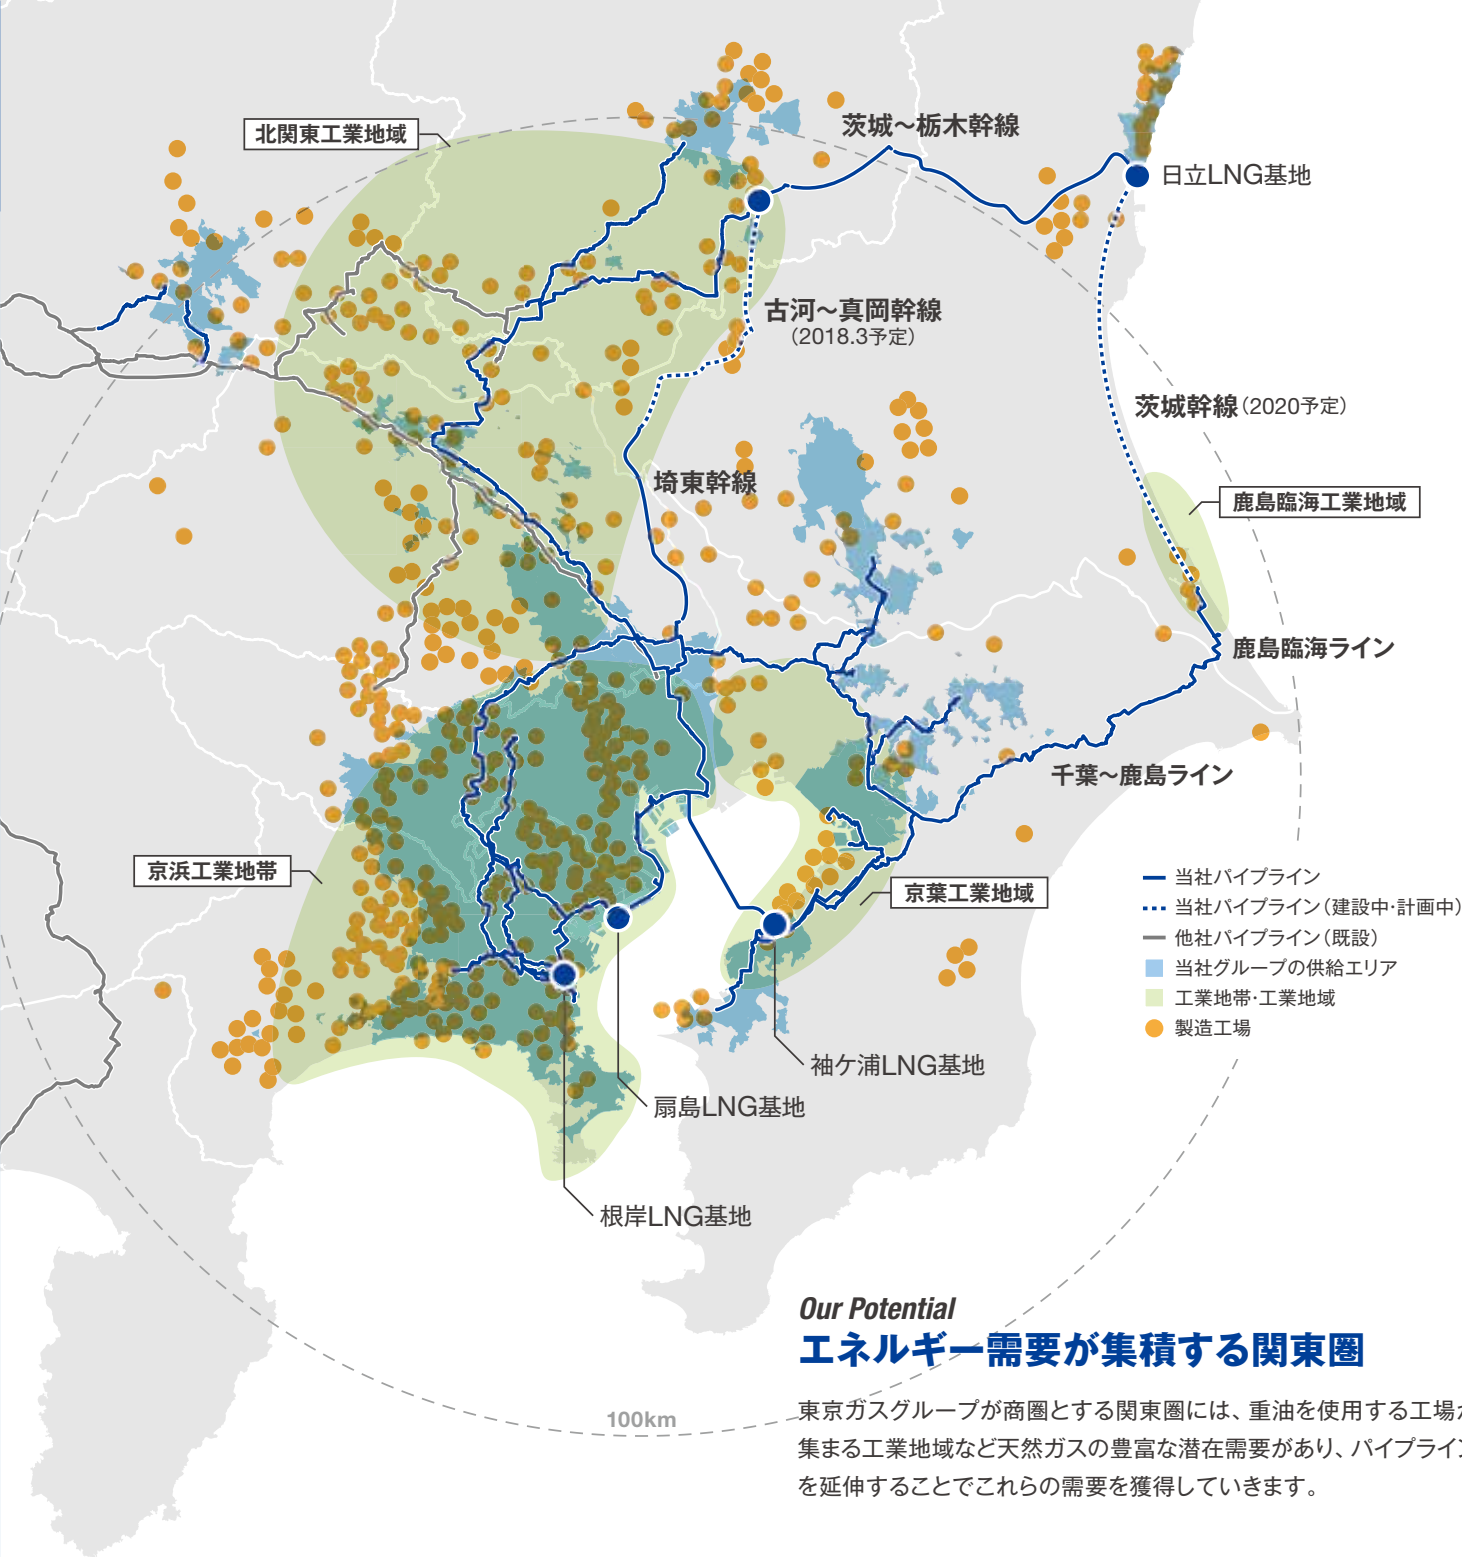 北関東工業地域
茨城〜栃木幹線
日立LNG基地
古河〜真岡幹線
(2018.3予定)
茨城幹線(2020予定)
埼東幹線
鹿島臨海工業地域
鹿島臨海ライン
千葉〜鹿島ライン
京浜工業地帯
京葉工業地域
当社パイプライン
当社パイプライン(建設中・計画中)
他社パイプライン(既設)
当社グループの供給エリア
工業地帯・工業地域
製造工場
袖ケ浦LNG基地
扇島LNG基地
根岸LNG基地
100km
Our Potential
エネルギー需要が集積する関東圏
東京ガスグループが商圏とする関東圏には、重油を使用する工場が
集まる工業地域など天然ガスの豊富な潜在需要があり、パイプライン
を延伸することでこれらの需要を獲得していきます。